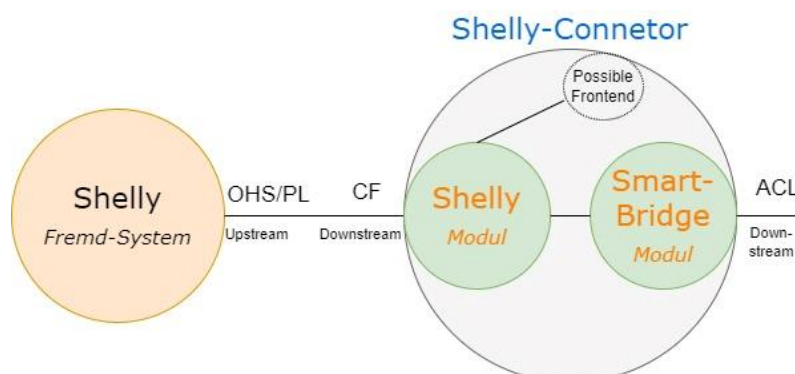 Shelly-Connetor
Possible
Frontend
Shelly
Fremd-System
OHS/PL
Upstream
CF
Downstream
Shelly
Modul
Smart-
Bridge
Modul
ACL
Down-
stream